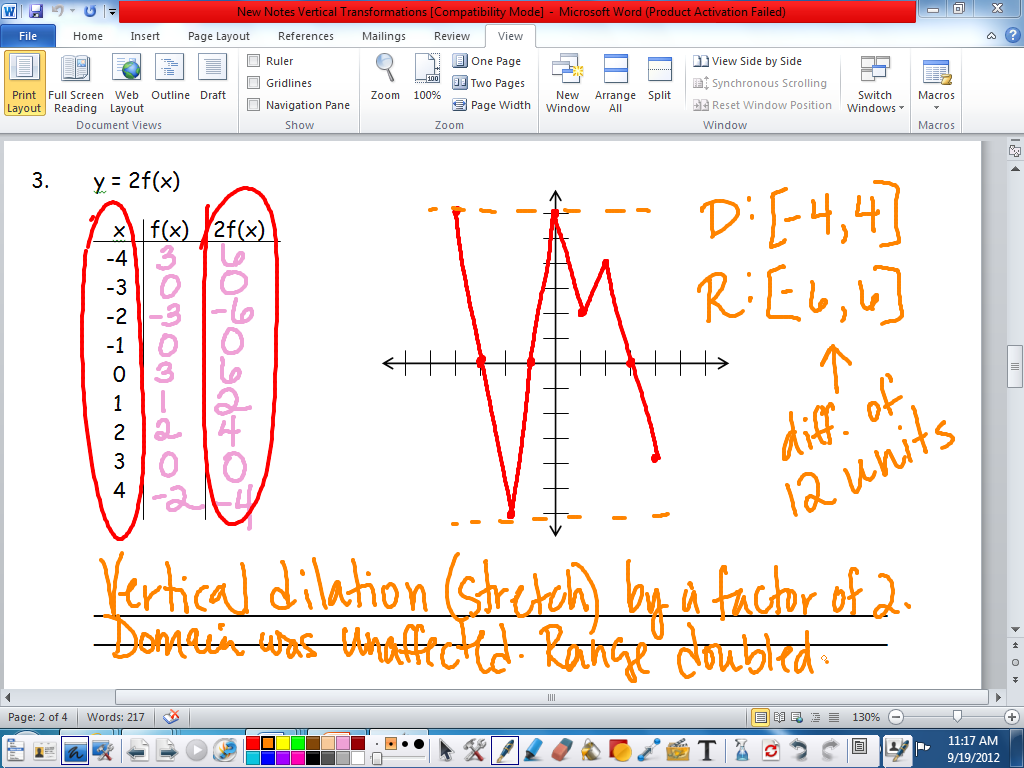 New Notes Vertical Transformations [Compatibility Mode] - Microsoft Word (Product Activation Failed)
File Home Insert Page Layout References Mailings Review View
Print Layout Full Screen Reading Web Layout Outline Draft
Document Views
Ruler
Gridlines
Navigation Pane
Show
Zoom 100% One Page
Two Pages
Page Width
Zoom
New Window Arrange All Split
View Side by Side
Synchronous Scrolling
Reset Window Position
Window
Switch Windows
Macros
Macros
3. y = 2f(x)
x f(x) 2f(x)
-4 3 6
-3 0 0
-2 -3 -6
-1 0 0
0 3 6
1 1 2
2 2 4
3 0 0
4 -2 -4
D: [-4, 4]
R: [-6, 6]
diff. of
12 units
Vertical dilation (stretch) by a factor of 2.
Domain was unaffected. Range doubled.
Page: 2 of 4 Words: 217 130%
11:17 AM
9/19/2012